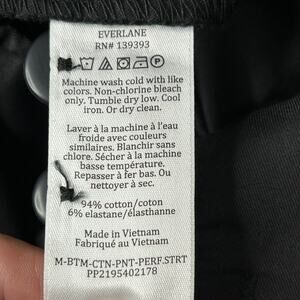 EVERLANE
RN# 139393
Machine wash cold with like
colors. Non-chlorine bleach
only. Tumble dry low. Cool
iron. Or dry clean.
Laver à la machine à l'eau
froide avec des couleurs
similaires. Blanchir sans
chlore. Sécher à la machine
basse température.
Repasser à fer bas. Ou
nettoyer à sec.
94% cotton/coton
6% elastane/élasthanne
Made in Vietnam
Fabriqué au Vietnam
M-BTM-CTN-PNT-PERF.STRT
PP2195402178